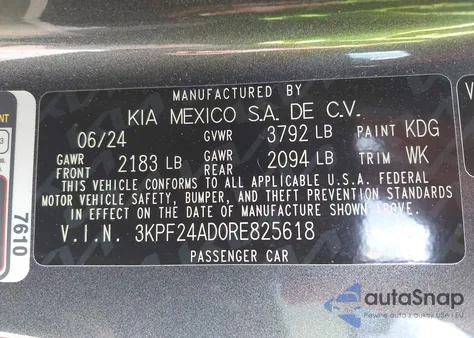 MANUFACTURED BY
KIA MEXICO S.A. DE C.V.
06/24 GVWR 3792 LB PAINT KDG
GAWR FRONT 2183 LB GAWR REAR 2094 LB TRIM WK
THIS VEHICLE CONFORMS TO ALL APPLICABLE U.S.A. FEDERAL
MOTOR VEHICLE SAFETY, BUMPER, AND THEFT PREVENTION STANDARDS
IN EFFECT ON THE DATE OF MANUFACTURE SHOWN ABOVE.
V.I.N. 3KPF24AD0RE825618
PASSENGER CAR
7610
autoSnap